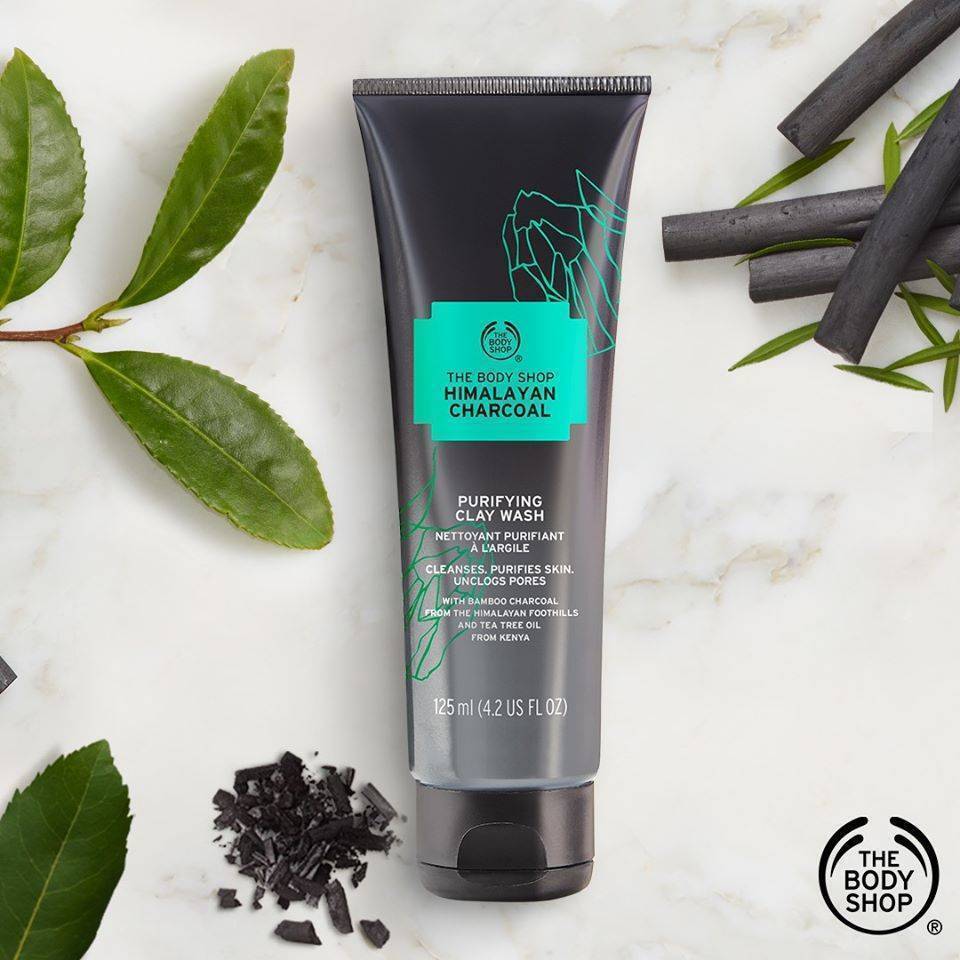 THE
BODY
SHOP
®
THE BODY SHOP
HIMALAYAN
CHARCOAL
PURIFYING
CLAY WASH
NETTOYANT PURIFIANT
À L'ARGILE
CLEANSES, PURIFIES SKIN,
UNCLOGS PORES
WITH BAMBOO CHARCOAL
FROM THE HIMALAYAN FOOTHILLS
AND TEA TREE OIL
FROM KENYA
125 ml (4.2 US FL OZ)
THE
BODY
SHOP
®